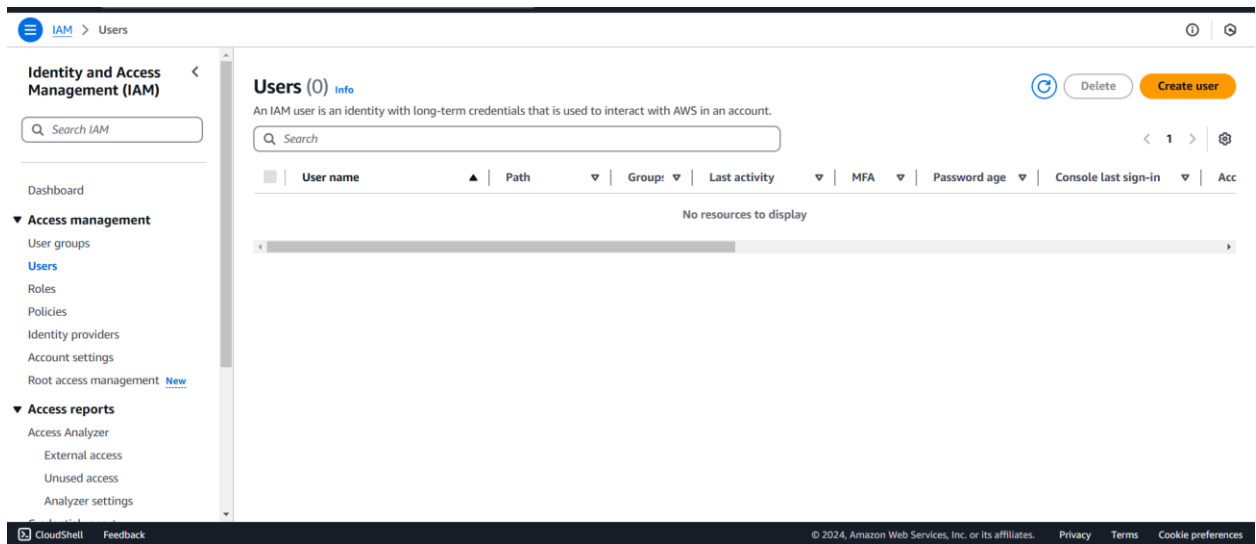 IAM > Users
Identity and Access
Management (IAM)
Search IAM
Dashboard
Access management
User groups
Users
Roles
Policies
Identity providers
Account settings
Root access management New
Access reports
Access Analyzer
External access
Unused access
Analyzer settings
Users (0) Info
Delete
Create user
An IAM user is an identity with long-term credentials that is used to interact with AWS in an account.
Search
1
User name Path Group: Last activity MFA Password age Console last sign-in Acc
No resources to display
CloudShell Feedback © 2024, Amazon Web Services, Inc. or its affiliates. Privacy Terms Cookie preferences